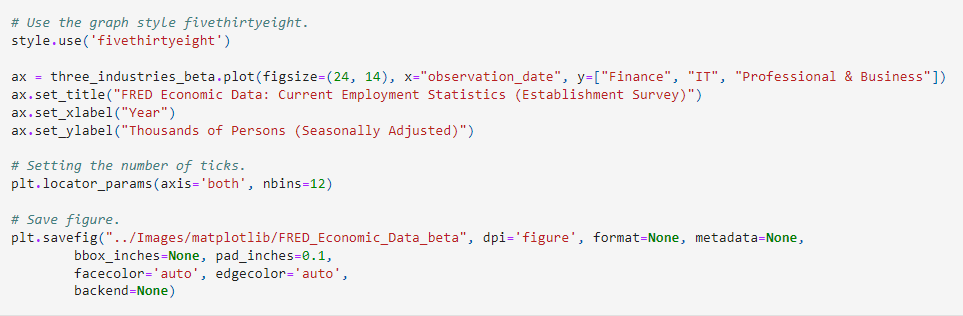 # Use the graph style fivethirtyeight.
style.use('fivethirtyeight')
ax = three_industries_beta.plot(figsize=(24, 14), x="observation_date", y=["Finance", "IT", "Professional & Business"])
ax.set_title("FRED Economic Data: Current Employment Statistics (Establishment Survey)")
ax.set_xlabel("Year")
ax.set_ylabel("Thousands of Persons (Seasonally Adjusted)")
# Setting the number of ticks.
plt.locator_params(axis='both', nbins=12)
# Save figure.
plt.savefig("../Images/matplotlib/FRED_Economic_Data_beta", dpi='figure', format=None, metadata=None,
        bbox_inches=None, pad_inches=0.1,
        facecolor='auto', edgecolor='auto',
        backend=None)